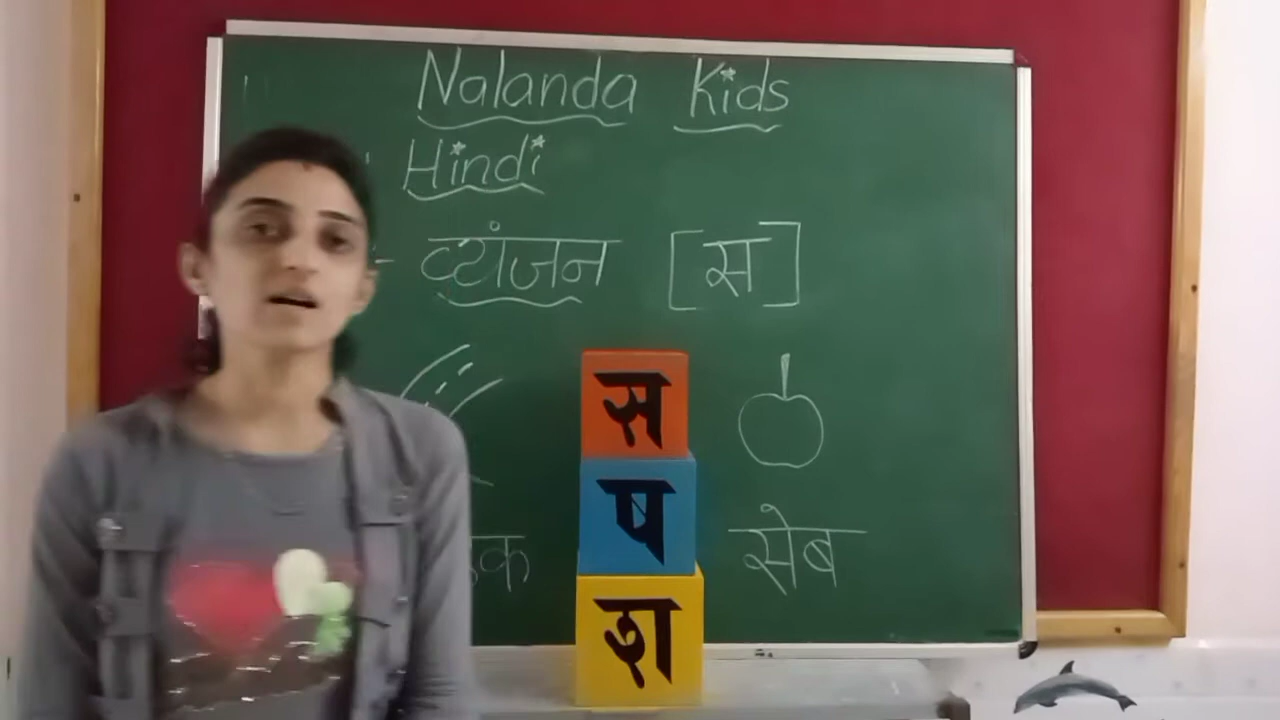 Nalanda Kids
Hindi
व्यंजन [स]
स
ष
श
सेब